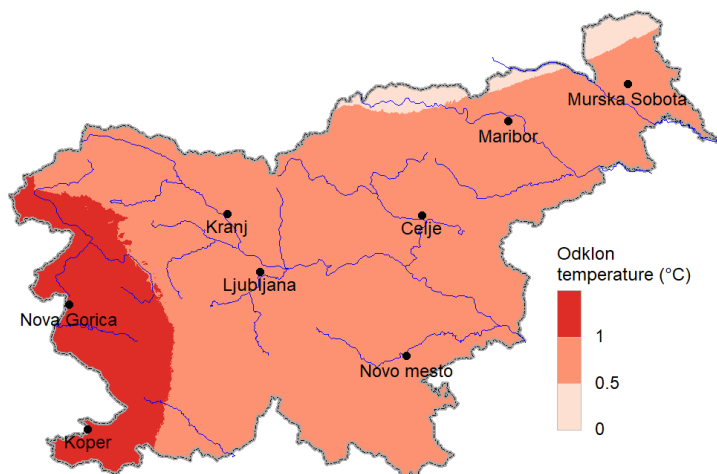 Murska Sobota
Maribor
Kranj
Celje
Ljubljana
Nova Gorica
Novo mesto
Koper
Odklon
temperature (°C)
1
0.5
0